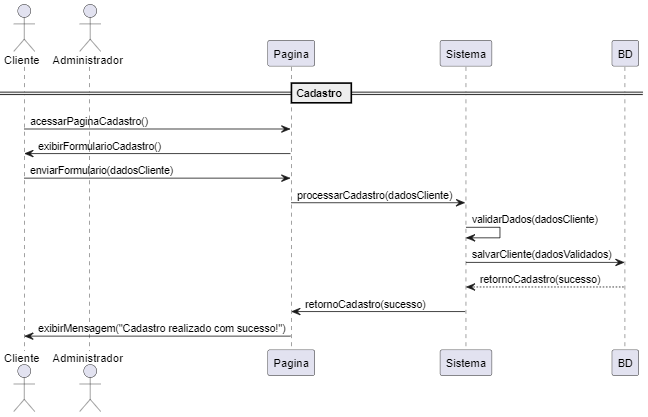 Cliente
Administrador
Pagina
Sistema
BD
Cadastro
acessarPaginaCadastro()
exibirFormularioCadastro()
enviarFormulario(dadosCliente)
processarCadastro(dadosCliente)
validarDados(dadosCliente)
salvarCliente(dadosValidados)
retornoCadastro(sucesso)
retornoCadastro(sucesso)
exibirMensagem("Cadastro realizado com sucesso!")
Cliente
Administrador
Pagina
Sistema
BD